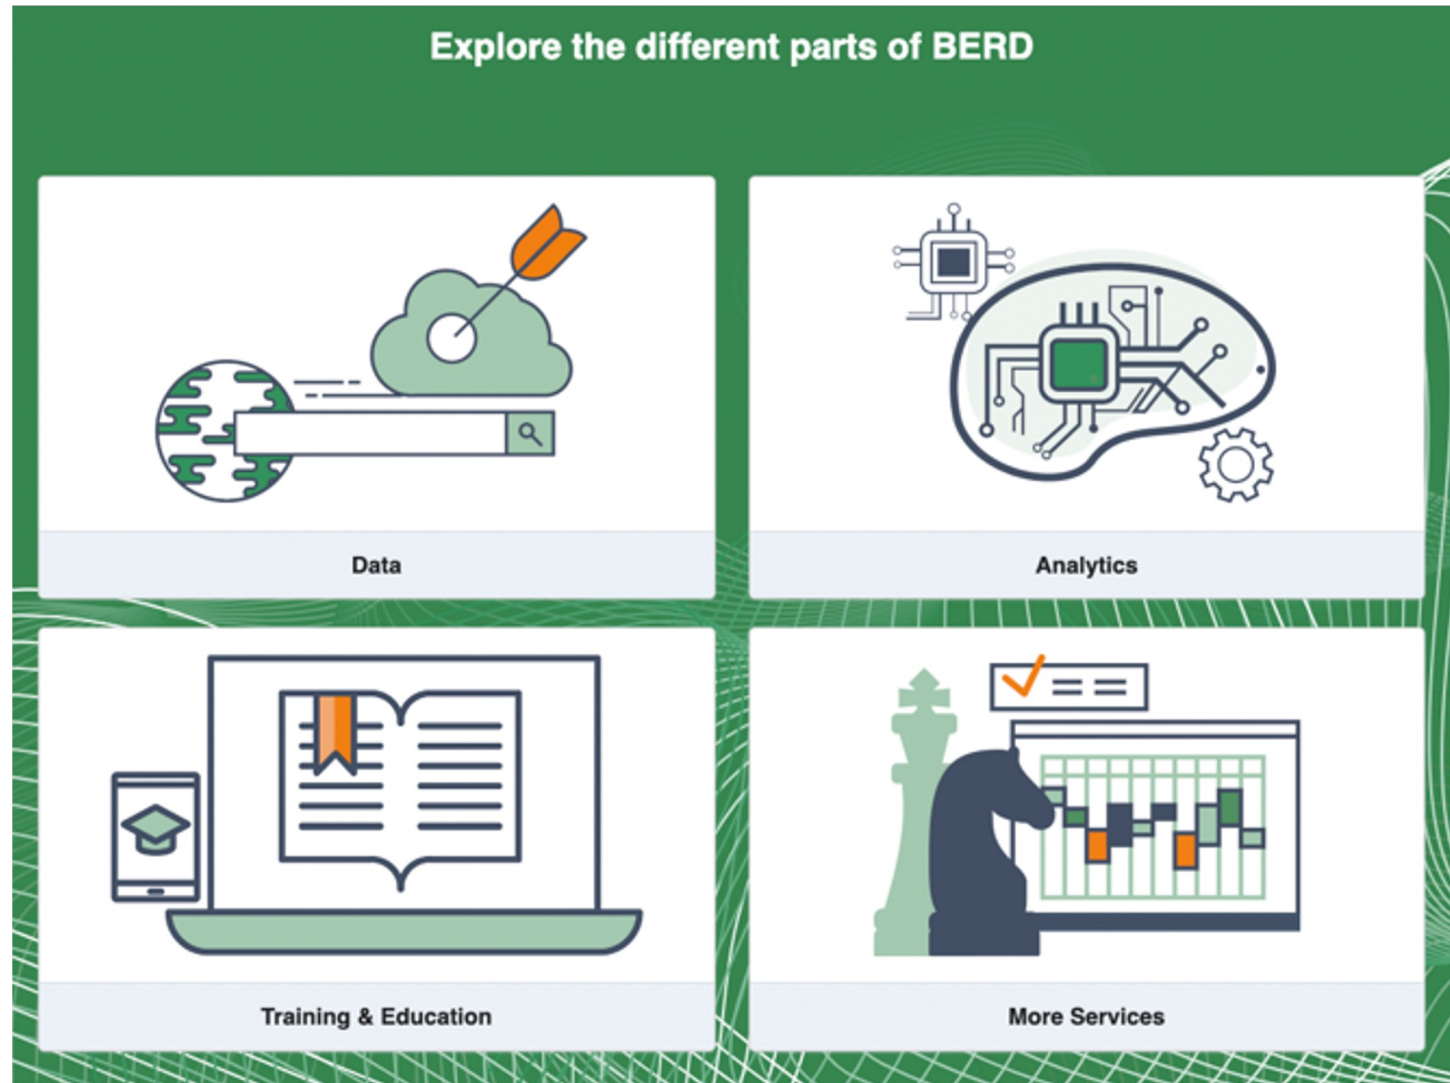 Explore the different parts of BERD
Data
Analytics
Training & Education
More Services